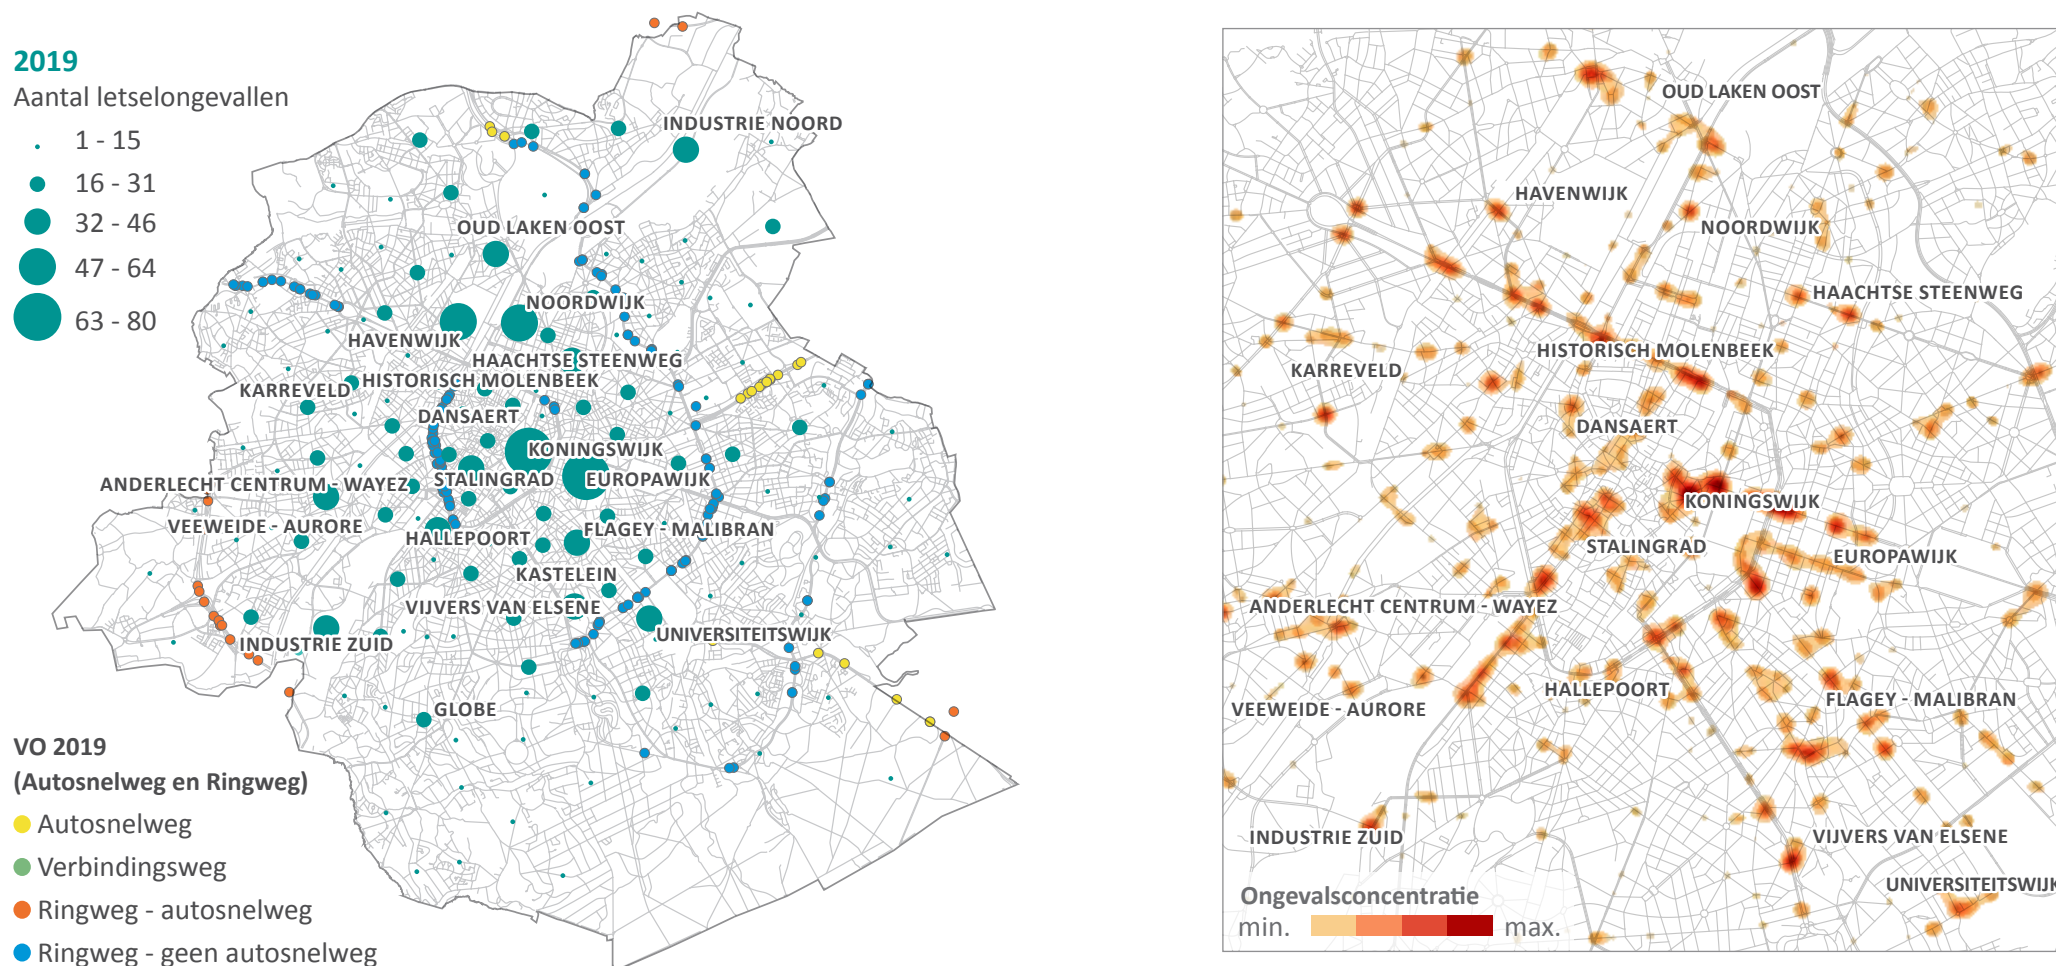 2019
Aantal letselongevallen
1 - 15
16 - 31
32 - 46
47 - 64
63 - 80
INDUSTRIE NOORD
OUD LAKEN OOST
NOORDWIJK
HAVENWIJK
HAACHTSE STEENWEG
HISTORISCH MOLENBEEK
KARREVELD
DANSAERT
KONINGSWIJK
ANDERLECHT CENTRUM - WAYEZ
STALINGRAD
EUROPAWIJK
VEEWEIDE - AURORE
HALLEPOORT
FLAGEY - MALIBRAN
KASTELEIN
VIJVERS VAN ELSENE
UNIVERSITEITSWIJK
INDUSTRIE ZUID
GLOBE
VO 2019
(Autosnelweg en Ringweg)
Autosnelweg
Verbindingsweg
Ringweg - autosnelweg
Ringweg - geen autosnelweg
OUD LAKEN OOST
HAVENWIJK
NOORDWIJK
HAACHTSE STEENWEG
HISTORISCH MOLENBEEK
KARREVELD
DANSAERT
KONINGSWIJK
STALINGRAD
EUROPAWIJK
ANDERLECHT CENTRUM - WAYEZ
HALLEPOORT
FLAGEY - MALIBRAN
VEEWEIDE - AURORE
INDUSTRIE ZUID
VIJVERS VAN ELSENE
UNIVERSITEITSWIJK
Ongevalsconcentratie
min.
max.